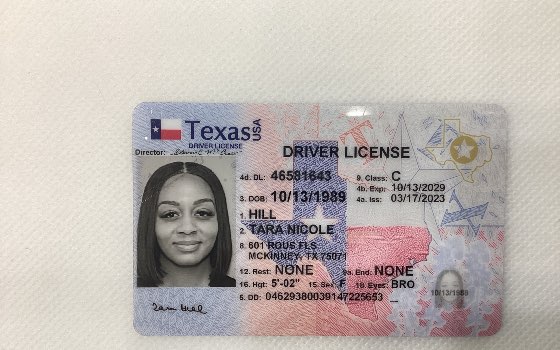 Texas USA
DRIVER LICENSE
Director:
DRIVER LICENSE
4d. DL: 46581643 9. Class: C
4b. Exp: 10/13/2029
3. DOB: 10/13/1989 4a. Iss: 03/17/2023
1. HILL
2. TARA NICOLE
8. 601 ROUS FLS
MCKINNEY, TX 75071
12. Rest: NONE 9a. End: NONE
16. Hgt: 5'-02" 15. Sex: F 18. Eyes: BRO
5. DD: 04629380039147225653
10/13/1989